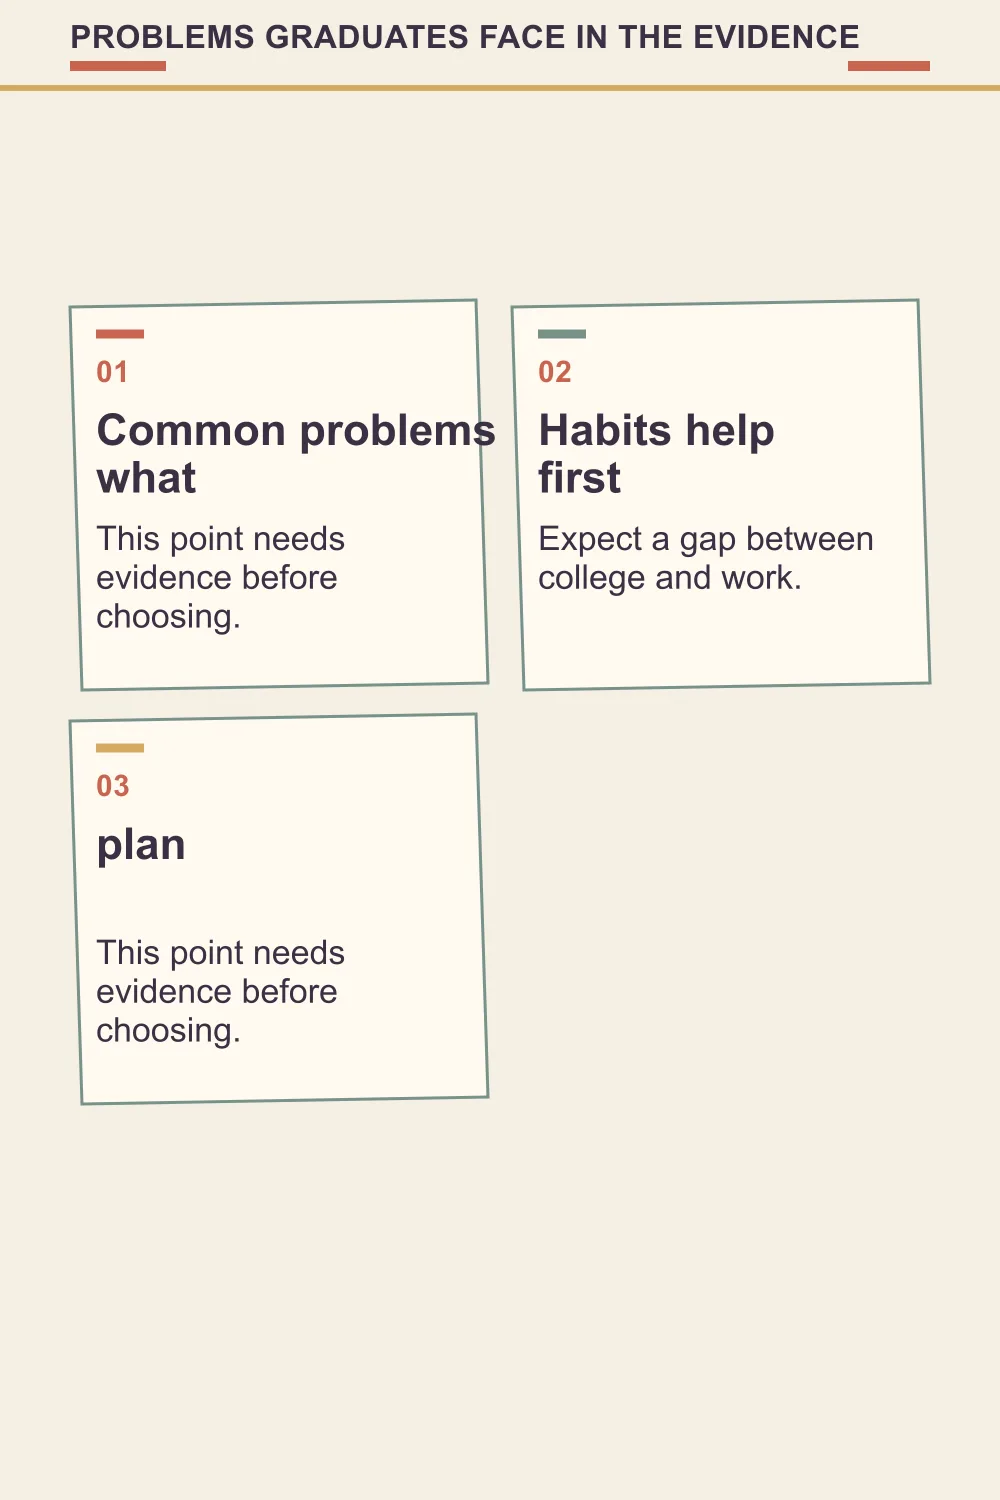 PROBLEMS GRADUATES FACE IN THE EVIDENCE
01
Common problems
what
This point needs
evidence before
choosing.
02
Habits help
first
Expect a gap between
college and work.
03
plan
This point needs
evidence before
choosing.